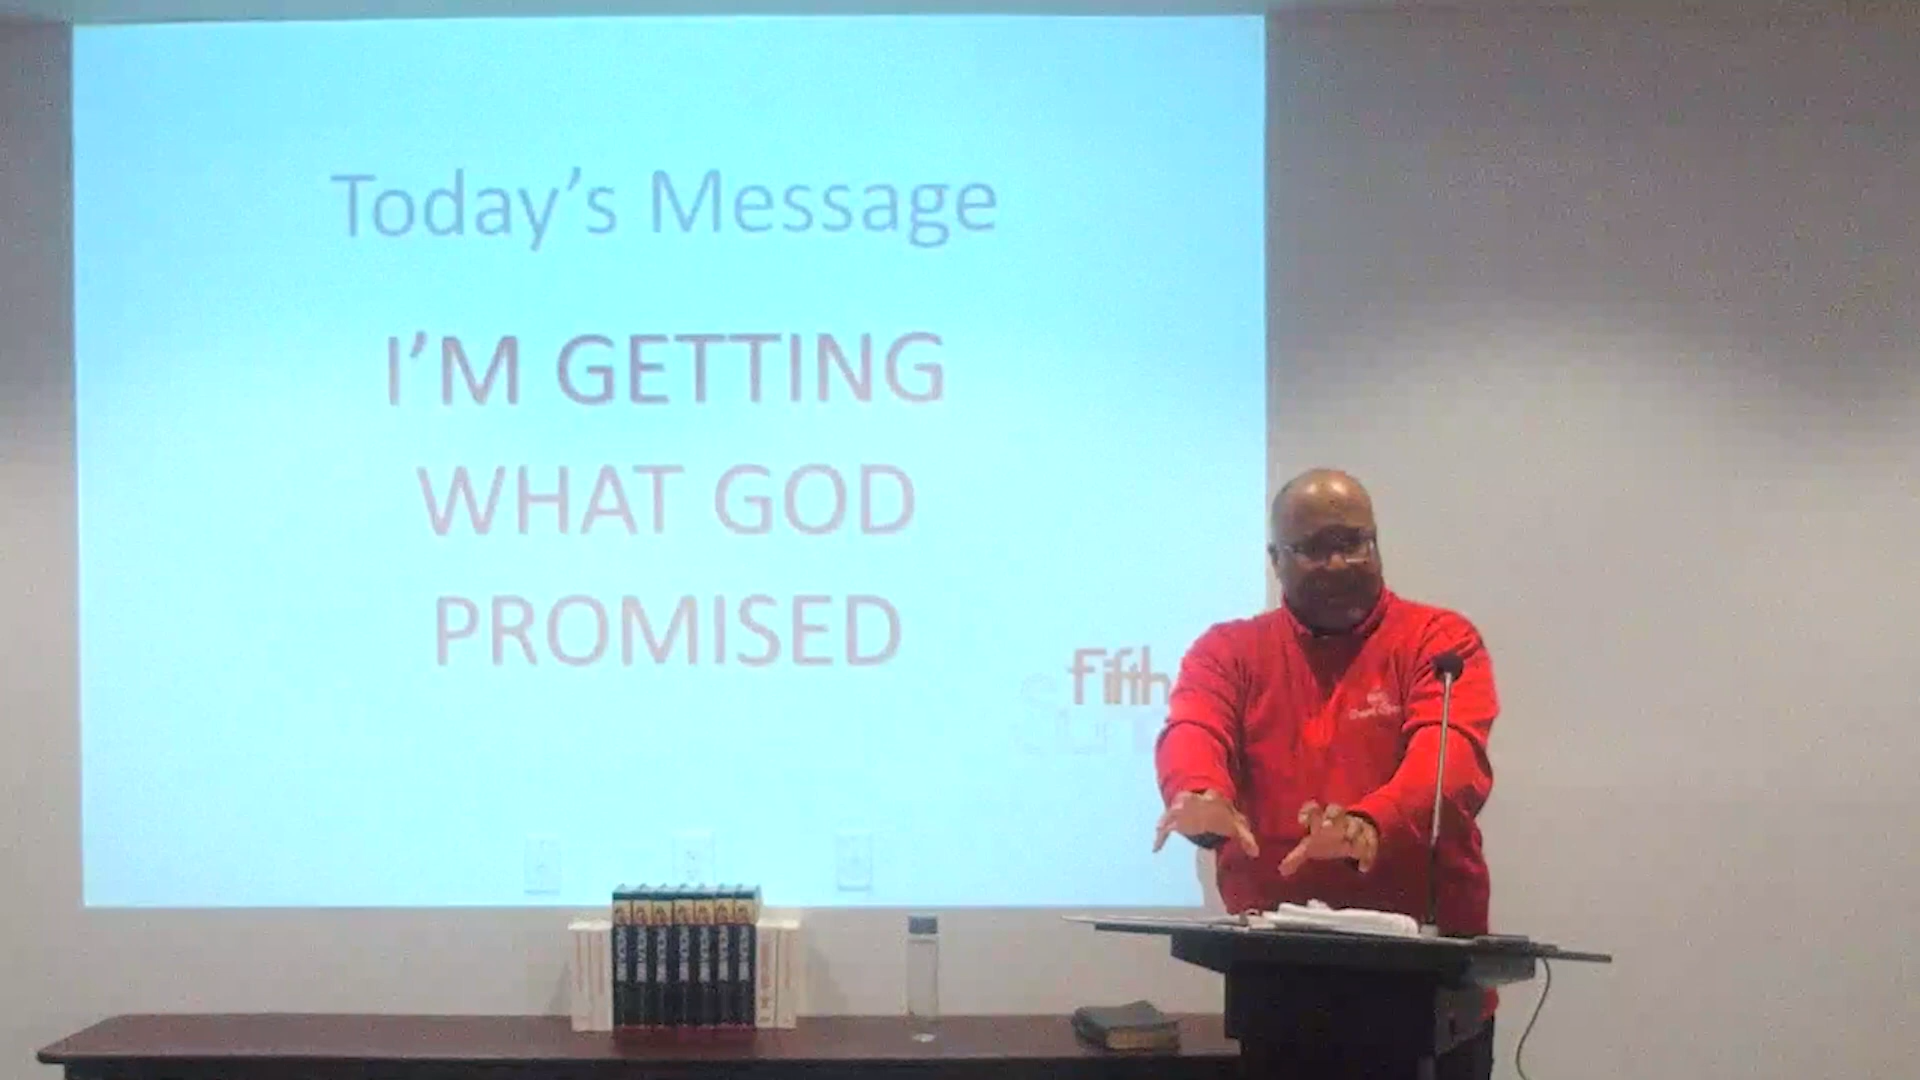 Today’s Message
I’M GETTING
WHAT GOD
PROMISED
Fifth